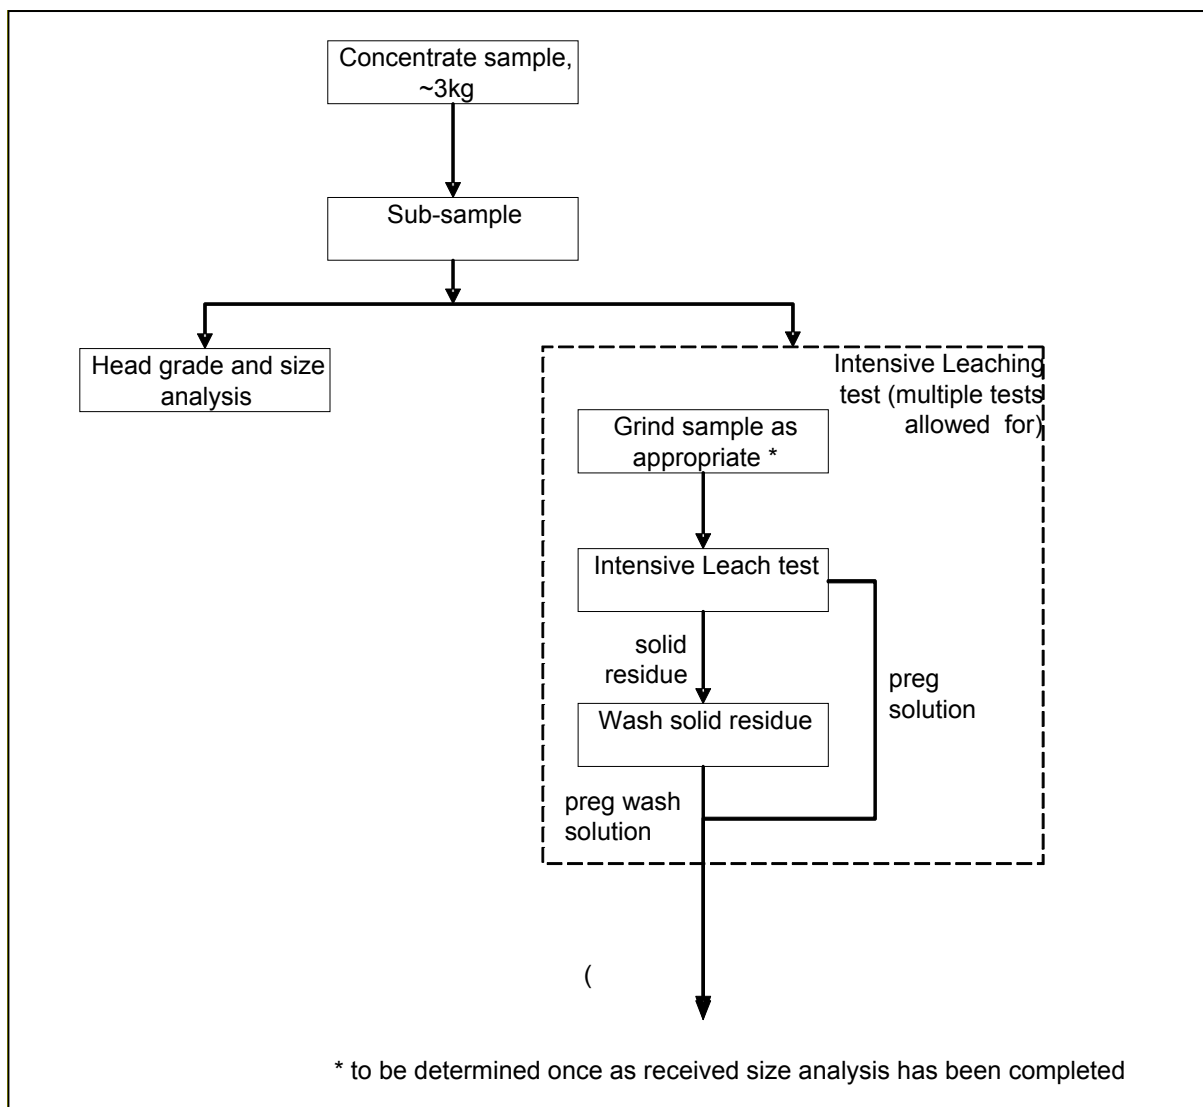 Concentrate sample,
~3kg
Sub-sample
Head grade and size
analysis
Intensive Leaching
test (multiple tests
allowed for)
Grind sample as
appropriate *
Intensive Leach test
solid
residue
preg
solution
Wash solid residue
preg wash
solution
(
* to be determined once as received size analysis has been completed